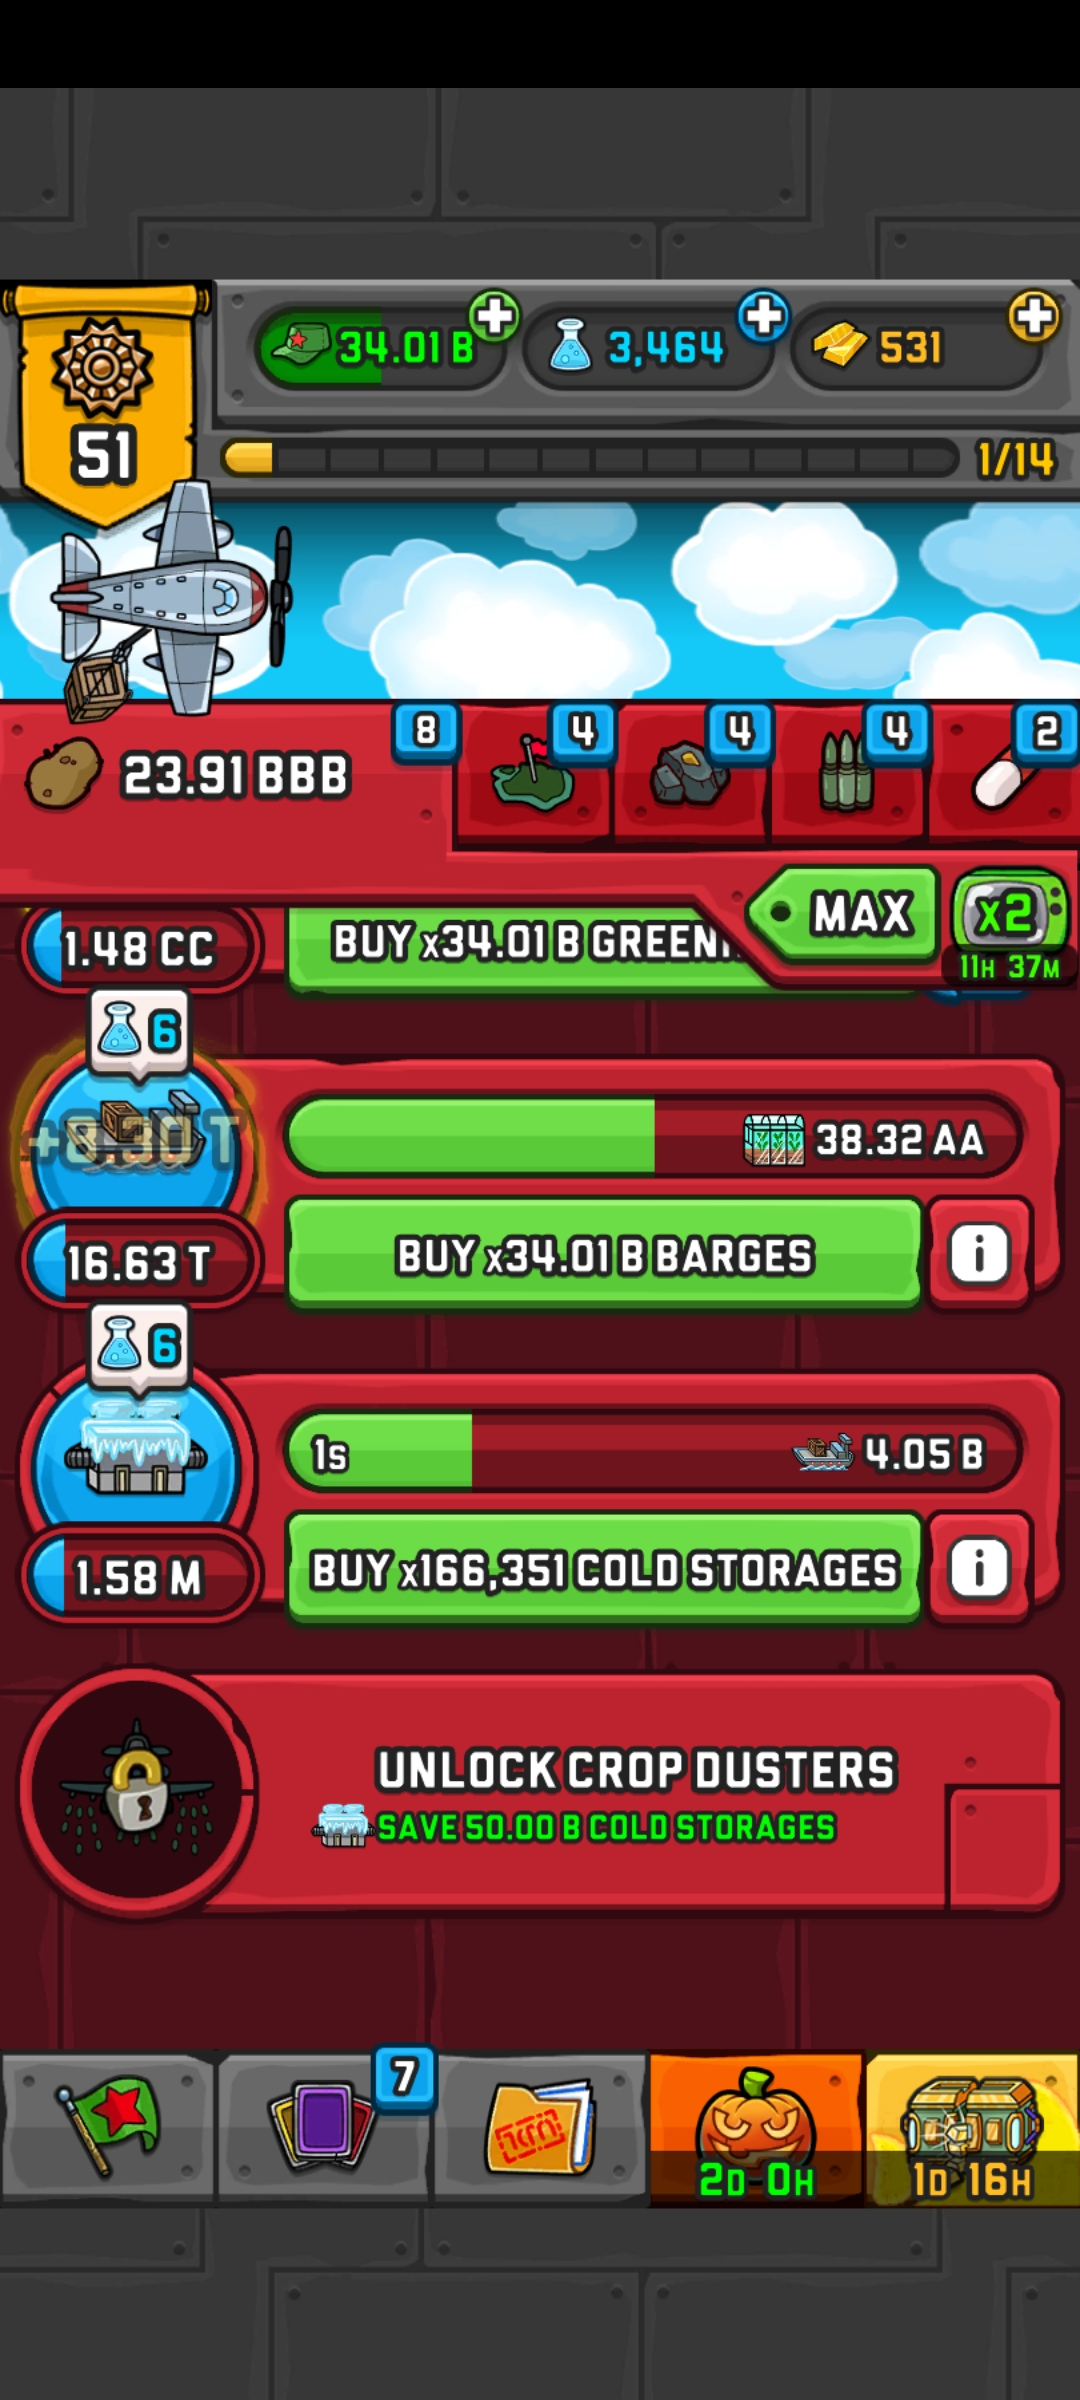 34.01 B
3,464
531
51
1/14
23.91 BBB
8
4
4
4
2
MAX
x2
11H 37M
1.48 CC
BUY x34.01 B
6
+8.30 T
38.32 AA
16.63 T
BUY x34.01 B BARGES
i
6
1s
4.05 B
1.58 M
BUY x166,351 COLD STORAGES
i
UNLOCK CROP DUSTERS
SAVE 50.00 B COLD STORAGES
7
2D 0H
1D 16H